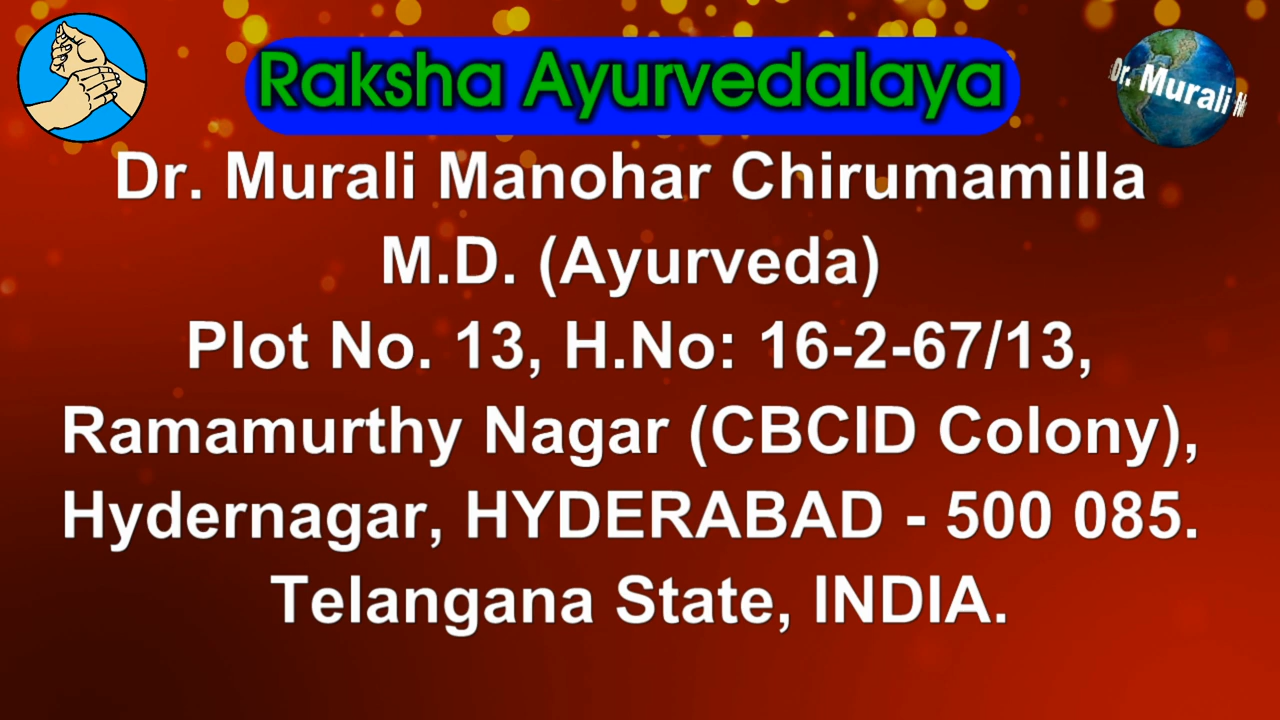 Raksha Ayurvedalaya
Dr. Murali M
Dr. Murali Manohar Chirumamilla
M.D. (Ayurveda)
Plot No. 13, H.No: 16-2-67/13,
Ramamurthy Nagar (CBCID Colony),
Hydernagar, HYDERABAD - 500 085.
Telangana State, INDIA.